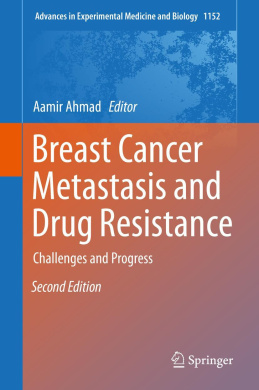 Advances in Experimental Medicine and Biology 1152
Aamir Ahmad Editor
Breast Cancer
Metastasis and
Drug Resistance
Challenges and Progress
Second Edition
Springer